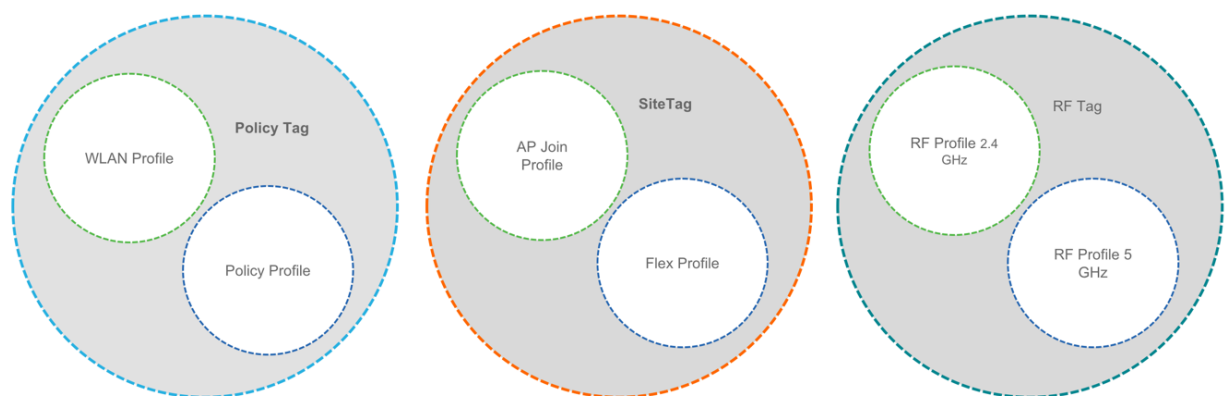 Policy Tag
WLAN Profile
Policy Profile
SiteTag
AP Join
Profile
Flex Profile
RF Tag
RF Profile 2.4
GHz
RF Profile 5
GHz